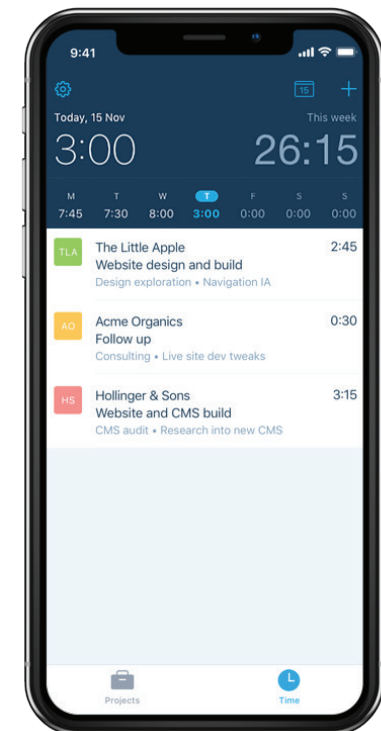 9:41
15
Today, 15 Nov This week
3:00 26:15
M T W T F S S
7:45 7:30 8:00 3:00 0:00 0:00 0:00
TLA The Little Apple 2:45
Website design and build
Design exploration • Navigation IA
AO Acme Organics 0:30
Follow up
Consulting • Live site dev tweaks
HS Hollinger & Sons 3:15
Website and CMS build
CMS audit • Research into new CMS
Projects Time